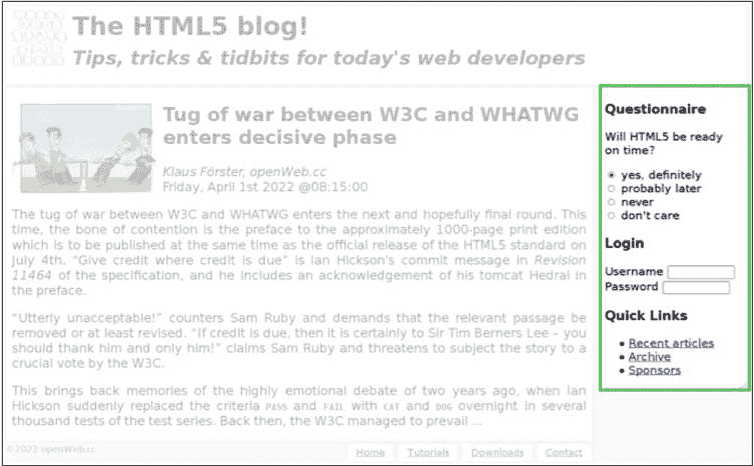 The HTML5 blog!
Tips, tricks & tidbits for today's web developers
Tug of war between W3C and WHATWG
enters decisive phase
Klaus Förster, openWeb.cc
Friday, April 1st 2022 @08:15:00
The tug of war between W3C and WHATWG enters the next and hopefully final round. This
time, the bone of contention is the preface to the approximately 1000-page print edition
which is to be published at the same time as the official release of the HTML5 standard on
July 4th. “Give credit where credit is due” is Ian Hickson's commit message in Revision
11464 of the specification, and he includes an acknowledgement of his tomcat Hedral in
the preface.
“Utterly unacceptable!” counters Sam Ruby and demands that the relevant passage be
removed or at least revised. “If credit is due, then it is certainly to Sir Tim Berners Lee – you
should thank him and only him!” claims Sam Ruby and threatens to subject the story to a
crucial vote by the W3C.
This brings back memories of the highly emotional debate of two years ago, when Ian
Hickson suddenly replaced the criteria PASS and FAIL with CAT and DOG overnight in several
thousand tests of the test series. Back then, the W3C managed to prevail ...
©2022 openWeb.cc
Home Tutorials Downloads Contact
Questionnaire
Will HTML5 be ready
on time?
yes, definitely
probably later
never
don't care
Login
Username
Password
Quick Links
• Recent articles
• Archive
• Sponsors